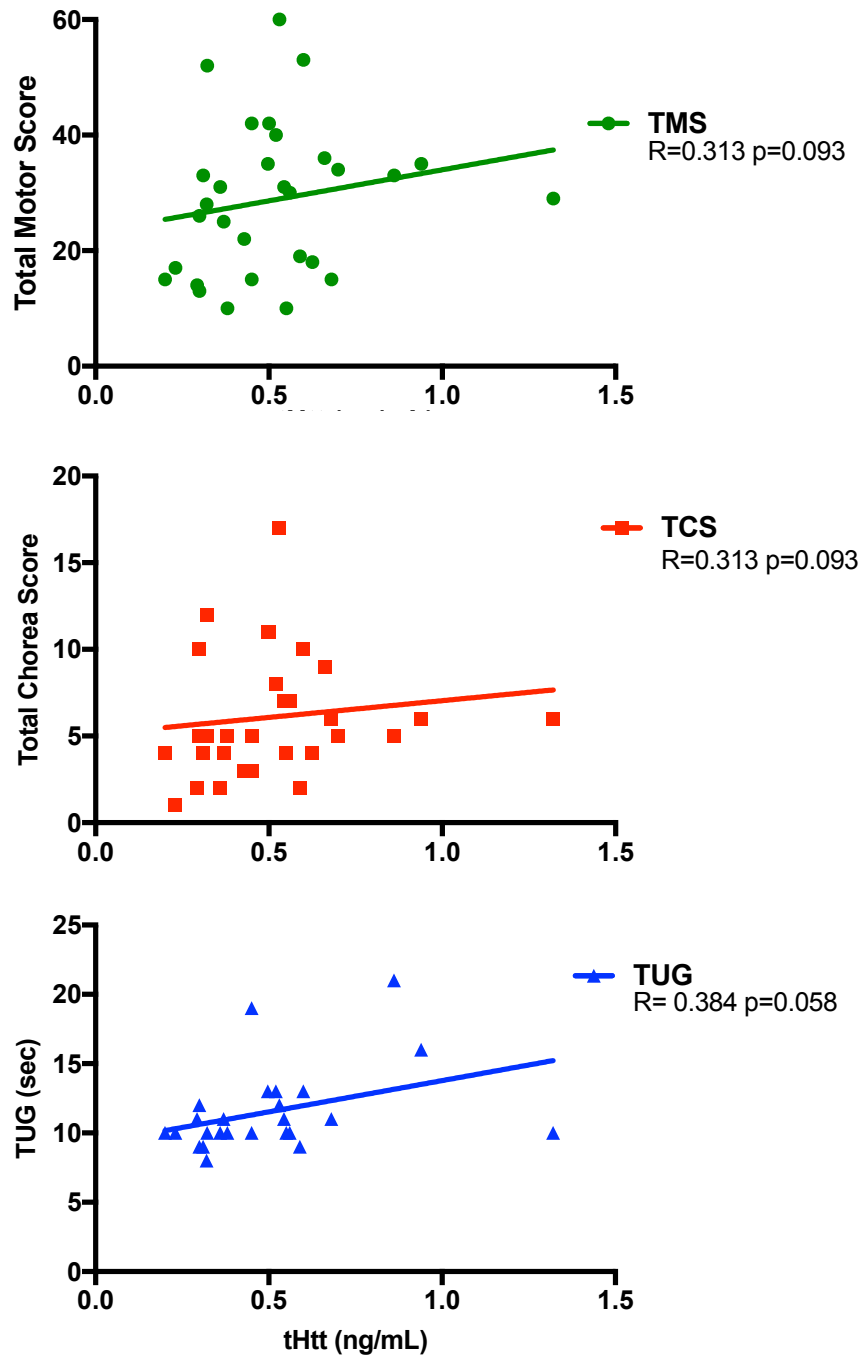 60
40
20
0
0.0 0.5 1.0 1.5
Total Motor Score
TMS
R=0.313 p=0.093
20
15
10
5
0
0.0 0.5 1.0 1.5
Total Chorea Score
TCS
R=0.313 p=0.093
25
20
15
10
5
0
0.0 0.5 1.0 1.5
TUG (sec)
tHtt (ng/mL)
TUG
R= 0.384 p=0.058